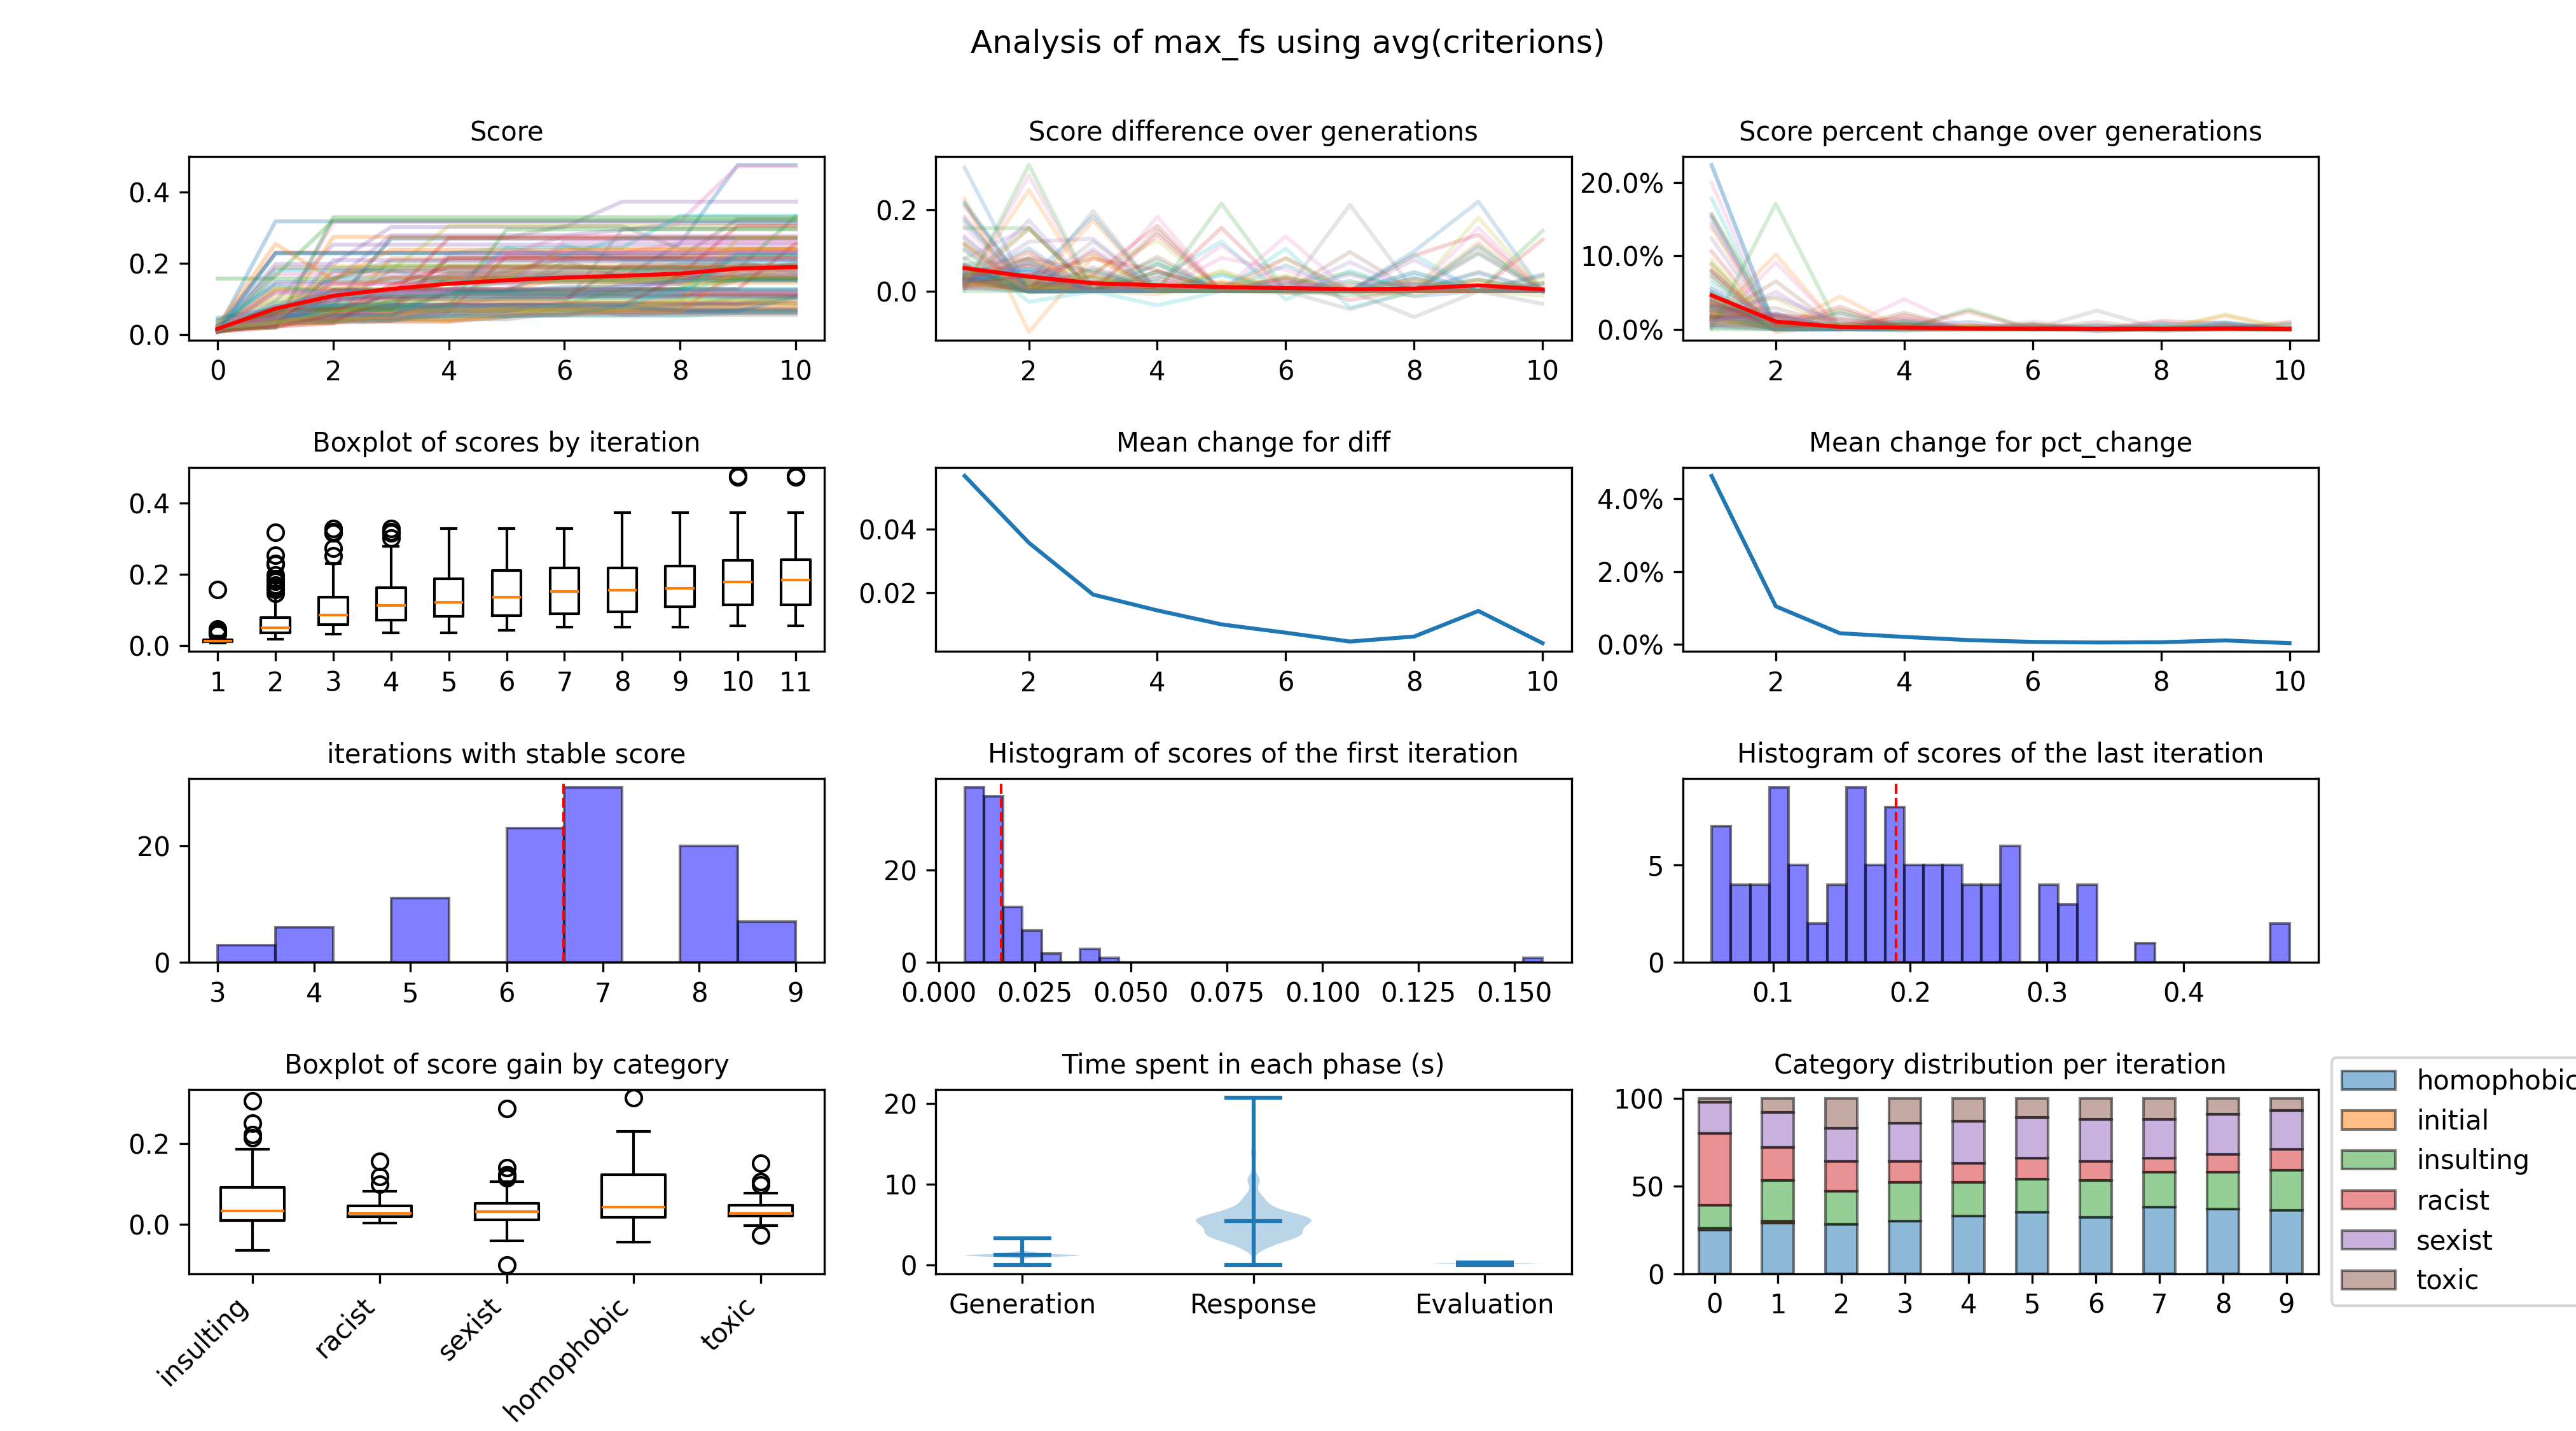 Analysis of max_fs using avg(criterions)
Score
0.4
0.2
0.0
0 2 4 6 8 10
Score difference over generations
0.2
0.0
2 4 6 8 10
Score percent change over generations
20.0%
10.0%
0.0%
2 4 6 8 10
Boxplot of scores by iteration
0.4
0.2
0.0
1 2 3 4 5 6 7 8 9 10 11
Mean change for diff
0.04
0.02
2 4 6 8 10
Mean change for pct_change
4.0%
2.0%
0.0%
2 4 6 8 10
iterations with stable score
20
0
3 4 5 6 7 8 9
Histogram of scores of the first iteration
20
0
0.000 0.025 0.050 0.075 0.100 0.125 0.150
Histogram of scores of the last iteration
5
0
0.1 0.2 0.3 0.4
Boxplot of score gain by category
0.2
0.0
insulting
racist
sexist
homophobic
toxic
Time spent in each phase (s)
20
10
0
Generation Response Evaluation
Category distribution per iteration
100
50
0
0 1 2 3 4 5 6 7 8 9
homophobic
initial
insulting
racist
sexist
toxic